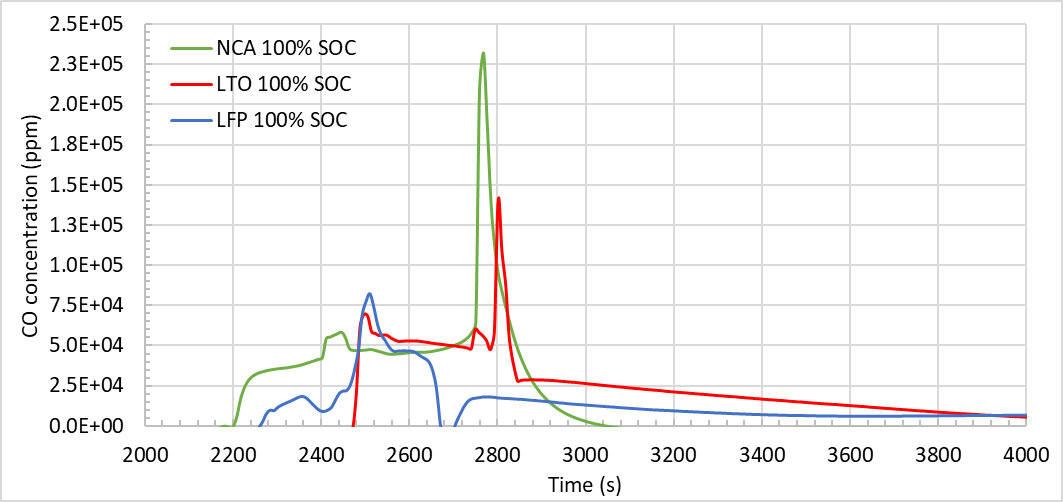 2.5E+05
2.3E+05
2.0E+05
1.8E+05
1.5E+05
1.3E+05
1.0E+05
7.5E+04
5.0E+04
2.5E+04
0.0E+00
CO concentration (ppm)
NCA 100% SOC
LTO 100% SOC
LFP 100% SOC
2000 2200 2400 2600 2800 3000 3200 3400 3600 3800 4000
Time (s)